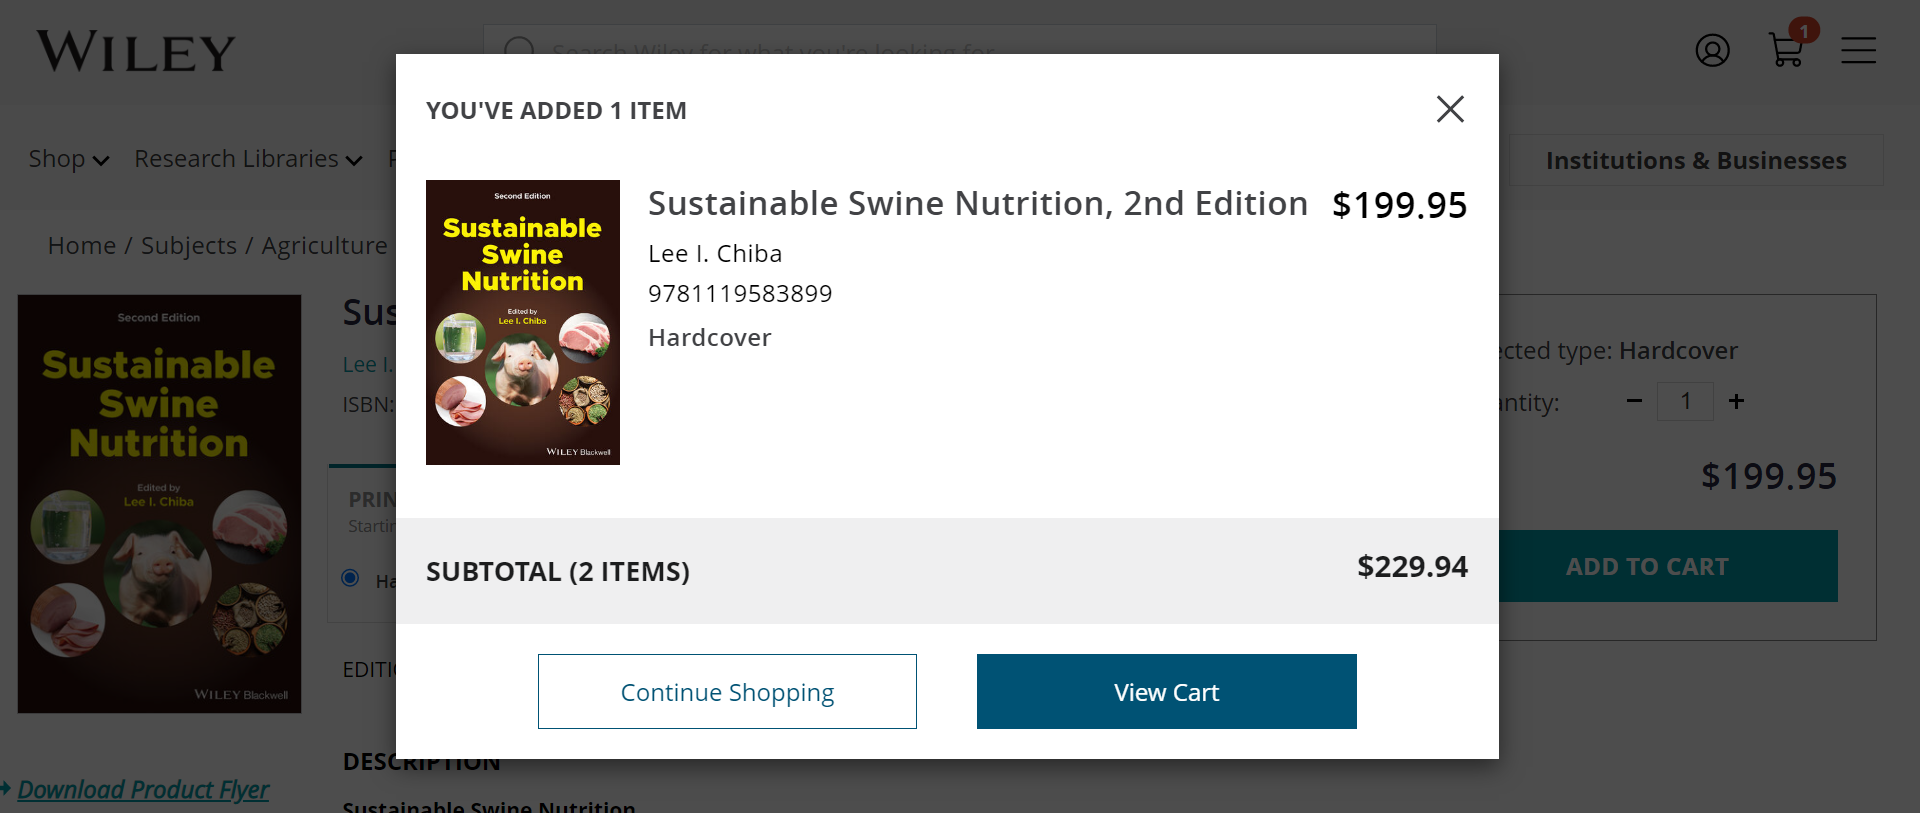 WILEY
Search Wiley for what you're looking for
1
Shop
Research Libraries
Institutions & Businesses
Home / Subjects / Agriculture
YOU'VE ADDED 1 ITEM
Second Edition
Sustainable
Swine
Nutrition
Edited by
Lee I. Chiba
WILEY Blackwell
Sustainable Swine Nutrition, 2nd Edition
$199.95
Lee I. Chiba
9781119583899
Hardcover
SUBTOTAL (2 ITEMS)
$229.94
Continue Shopping
View Cart
Second Edition
Sustainable
Swine
Nutrition
Edited by
Lee I. Chiba
WILEY Blackwell
Download Product Flyer
Sus
Lee I.
ISBN:
PRIN
Startin
Ha
EDITI
DESCRIPTION
Sustainable Swine Nutrition
ected type: Hardcover
antity:
1
$199.95
ADD TO CART